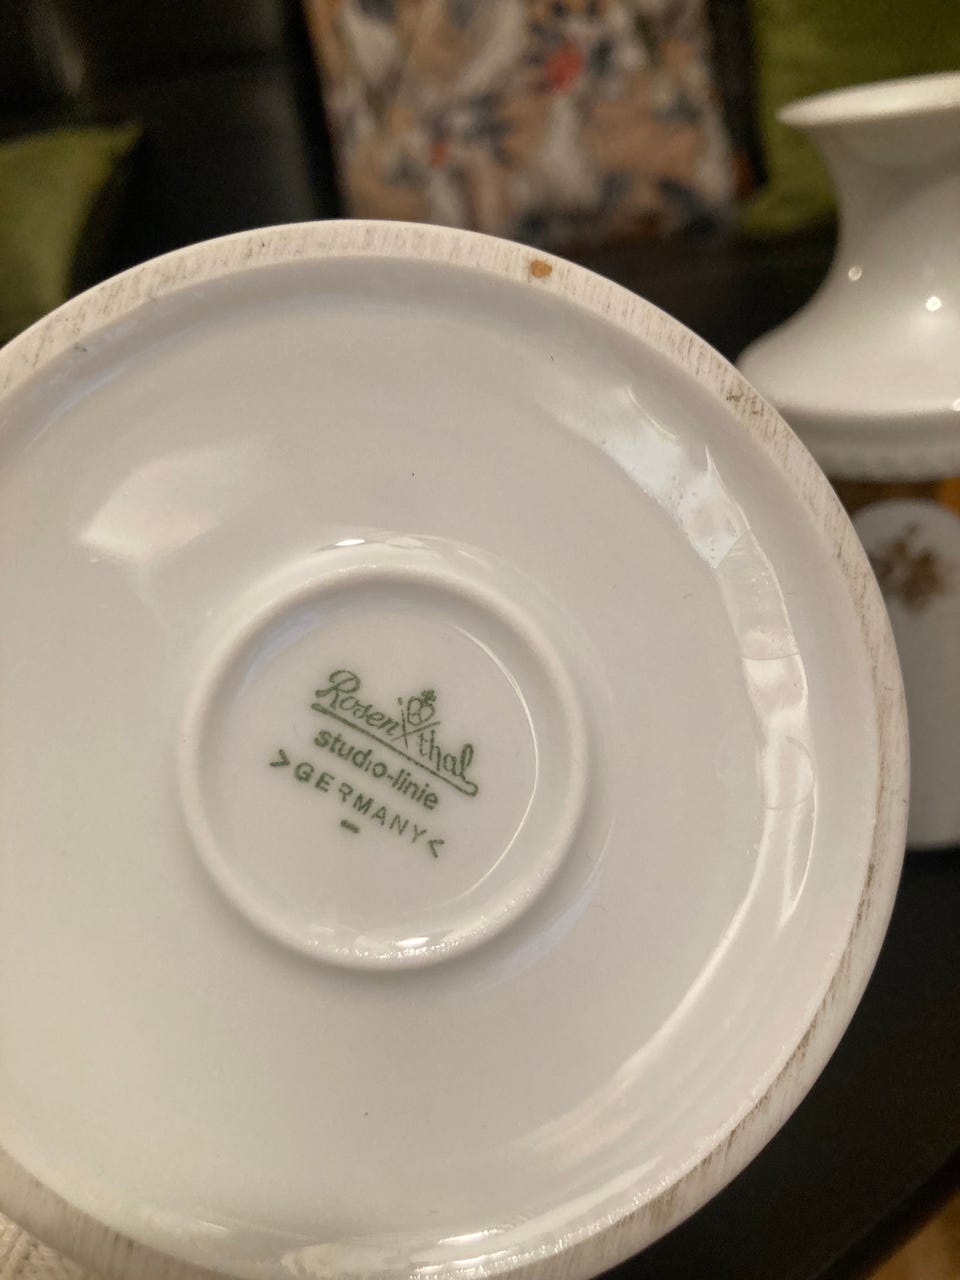 Rosenthal
studio-linie
>GERMANY<